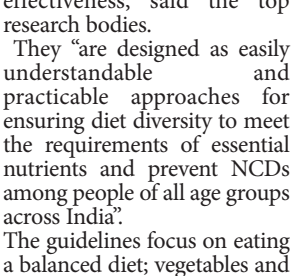 effectiveness, said the top
research bodies.
They “are designed as easily
understandable and
practicable approaches for
ensuring diet diversity to meet
the requirements of essential
nutrients and prevent NCDs
among people of all age groups
across India”.
The guidelines focus on eating
a balanced diet; vegetables and